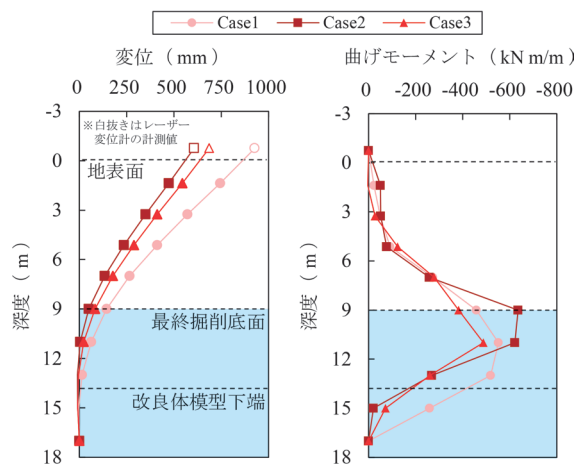 Case1 Case2 Case3
変位（mm）
0 250 500 750 1000
-3
0
3
6
9
12
15
18
深度（m）
※白抜きはレーザー
変位計の計測値
地表面
最終掘削底面
改良体模型下端
曲げモーメント（kN m/m）
0 -200 -400 -600 -800
-3
0
3
6
9
12
15
18
深度（m）